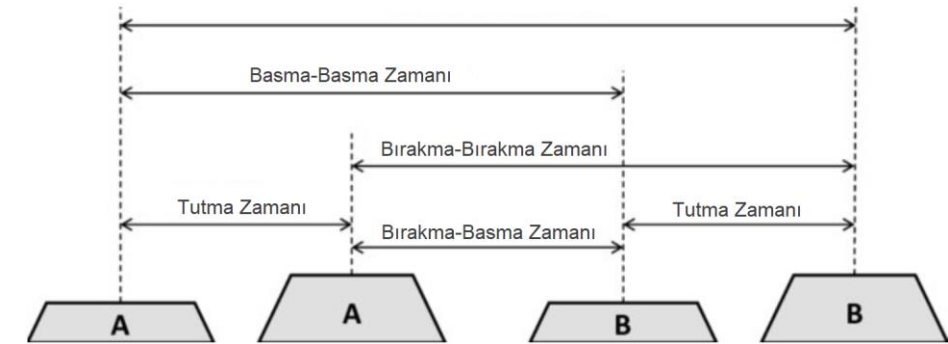 Basma-Basma Zamanı
Bırakma-Bırakma Zamanı
Tutma Zamanı
Tutma Zamanı
Bırakma-Basma Zamanı
A
A
B
B